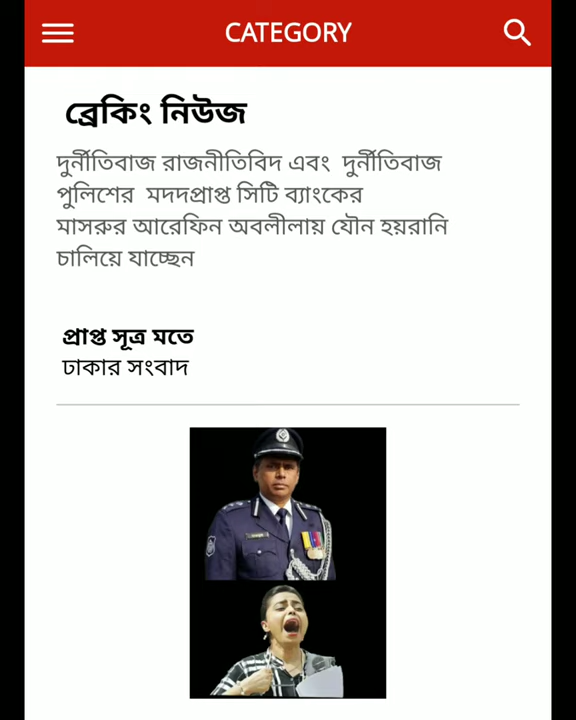 CATEGORY
ব্রেকিং নিউজ
দুর্নীতিবাজ রাজনীতিবিদ এবং দুর্নীতিবাজ
পুলিশের মদদপ্রাপ্ত সিটি ব্যাংকের
মাসরুর আরেফিন অবলীলায় যৌন হয়রানি
চালিয়ে যাচ্ছেন
প্রাপ্ত সূত্র মতে
ঢাকার সংবাদ